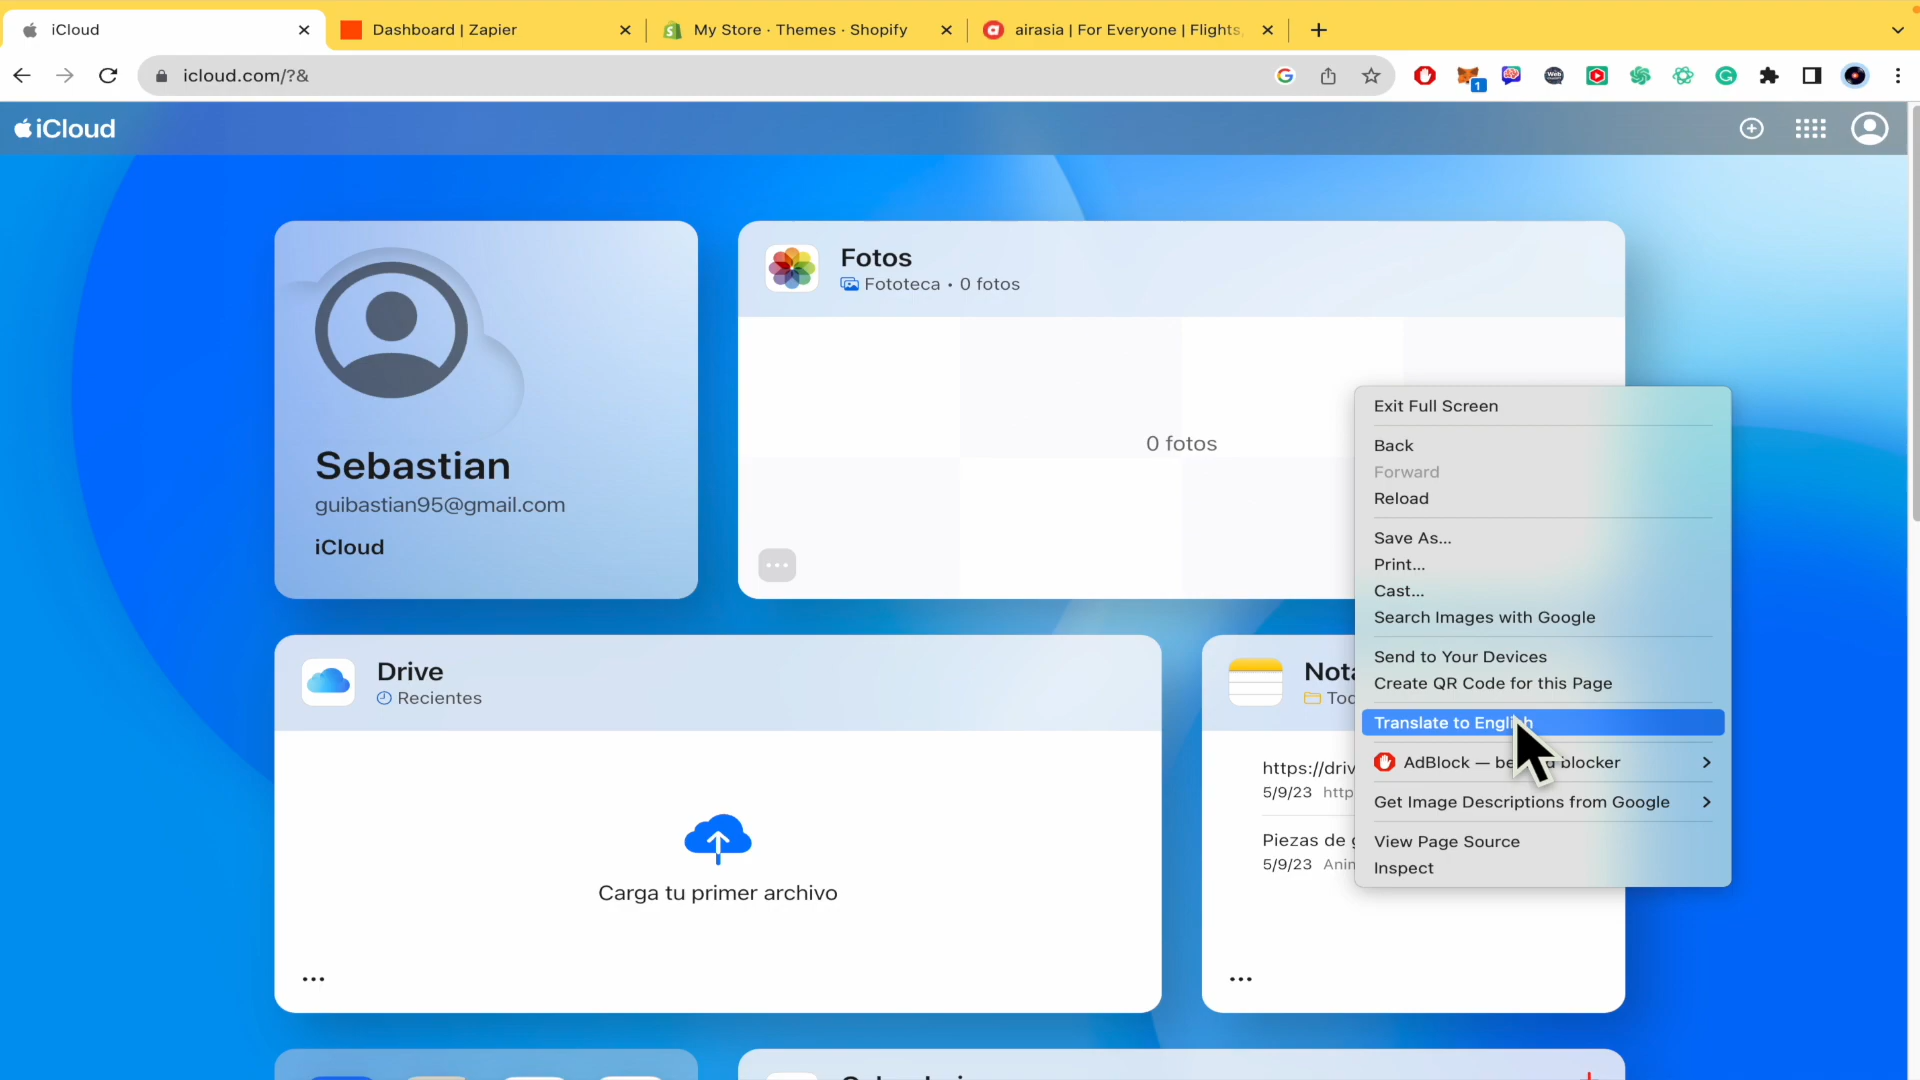 iCloud
Dashboard | Zapier
My Store · Themes · Shopify
airasia | For Everyone | Flights,
icloud.com/?&
1
iCloud
Sebastian
guibastian95@gmail.com
iCloud
Fotos
Fototeca • 0 fotos
0 fotos
Exit Full Screen
Back
Forward
Reload
Save As...
Print...
Cast...
Search Images with Google
Send to Your Devices
Create QR Code for this Page
Translate to English
AdBlock — be blocker
Get Image Descriptions from Google
View Page Source
Inspect
Drive
Recientes
Carga tu primer archivo
https://driv
5/9/23 http
Piezas de
5/9/23 Anin